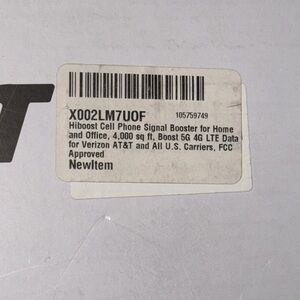 X002LM7UOF 105759749
Hiboost Cell Phone Signal Booster for Home
and Office, 4,000 sq ft, Boost 5G 4G LTE Data
for Verizon AT&T and All U.S. Carriers, FCC
Approved
NewItem